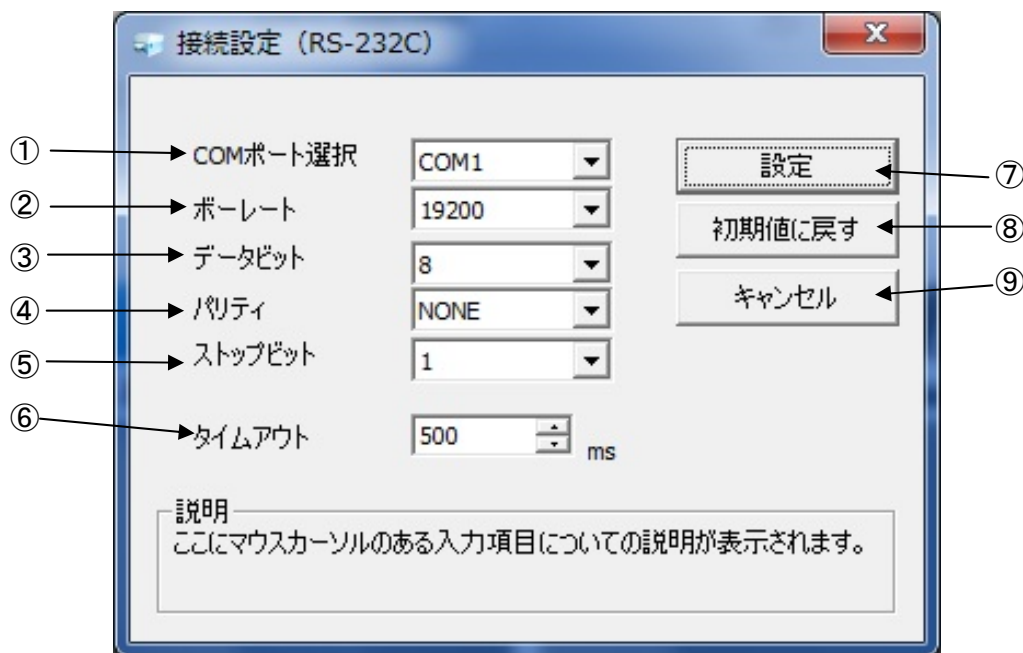 接続設定（RS-232C）
① COMポート選択 COM1 設定 ⑦
② ボーレート 19200 初期値に戻す ⑧
③ データビット 8 キャンセル ⑨
④ パリティ NONE
⑤ ストップビット 1
⑥ タイムアウト 500 ms
説明
ここにマウスカーソルのある入力項目についての説明が表示されます。